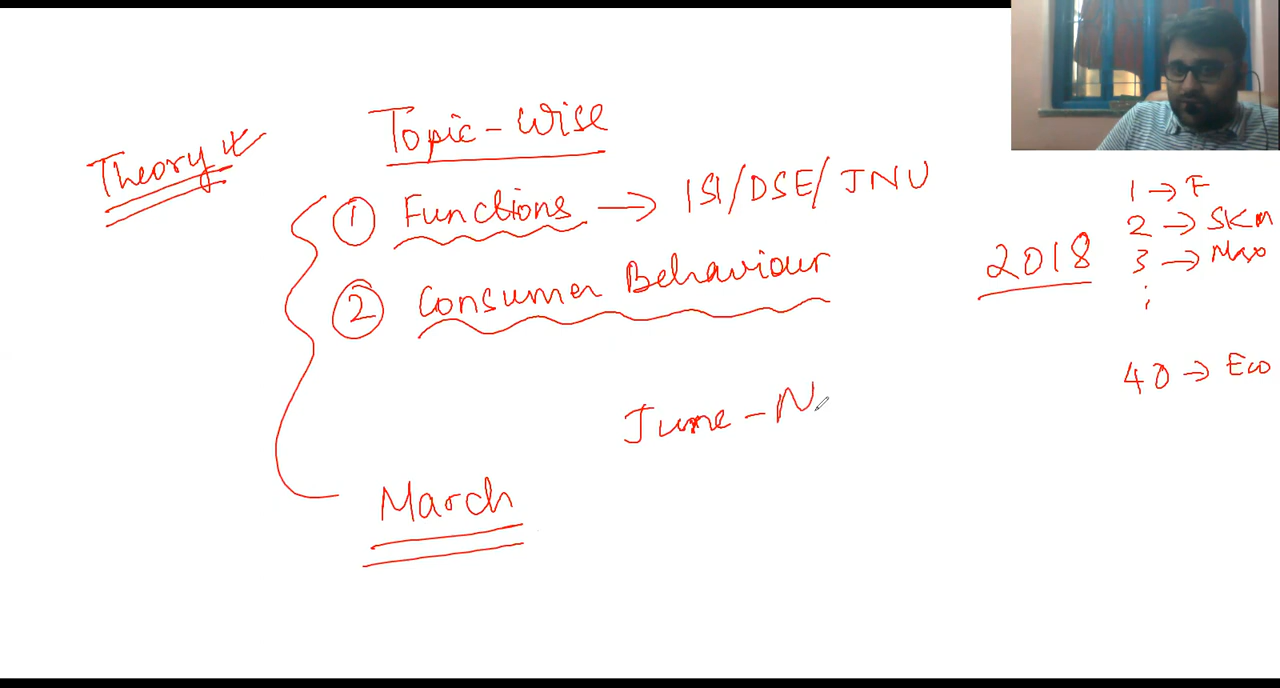 Theory
Topic-Wise
① Functions → ISI/DSE/JNU
② Consumer Behaviour
2018
1 → F
2 → SKM
3 → Max
40 → Eco
June - N
March